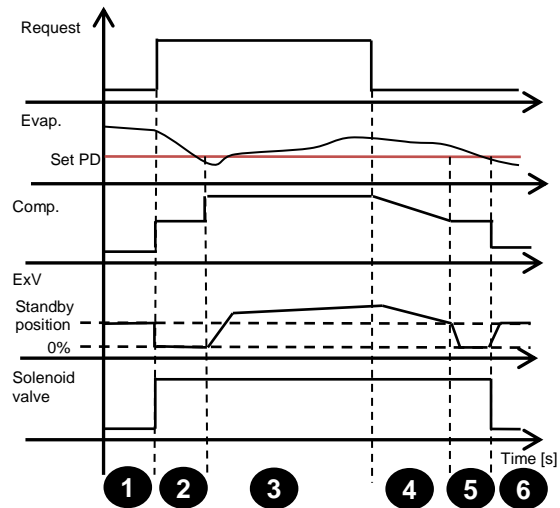 Request
Evap.
Set PD
Comp.
ExV
Standby
position
0%
Solenoid
valve
Time [s]
1 2 3 4 5 6